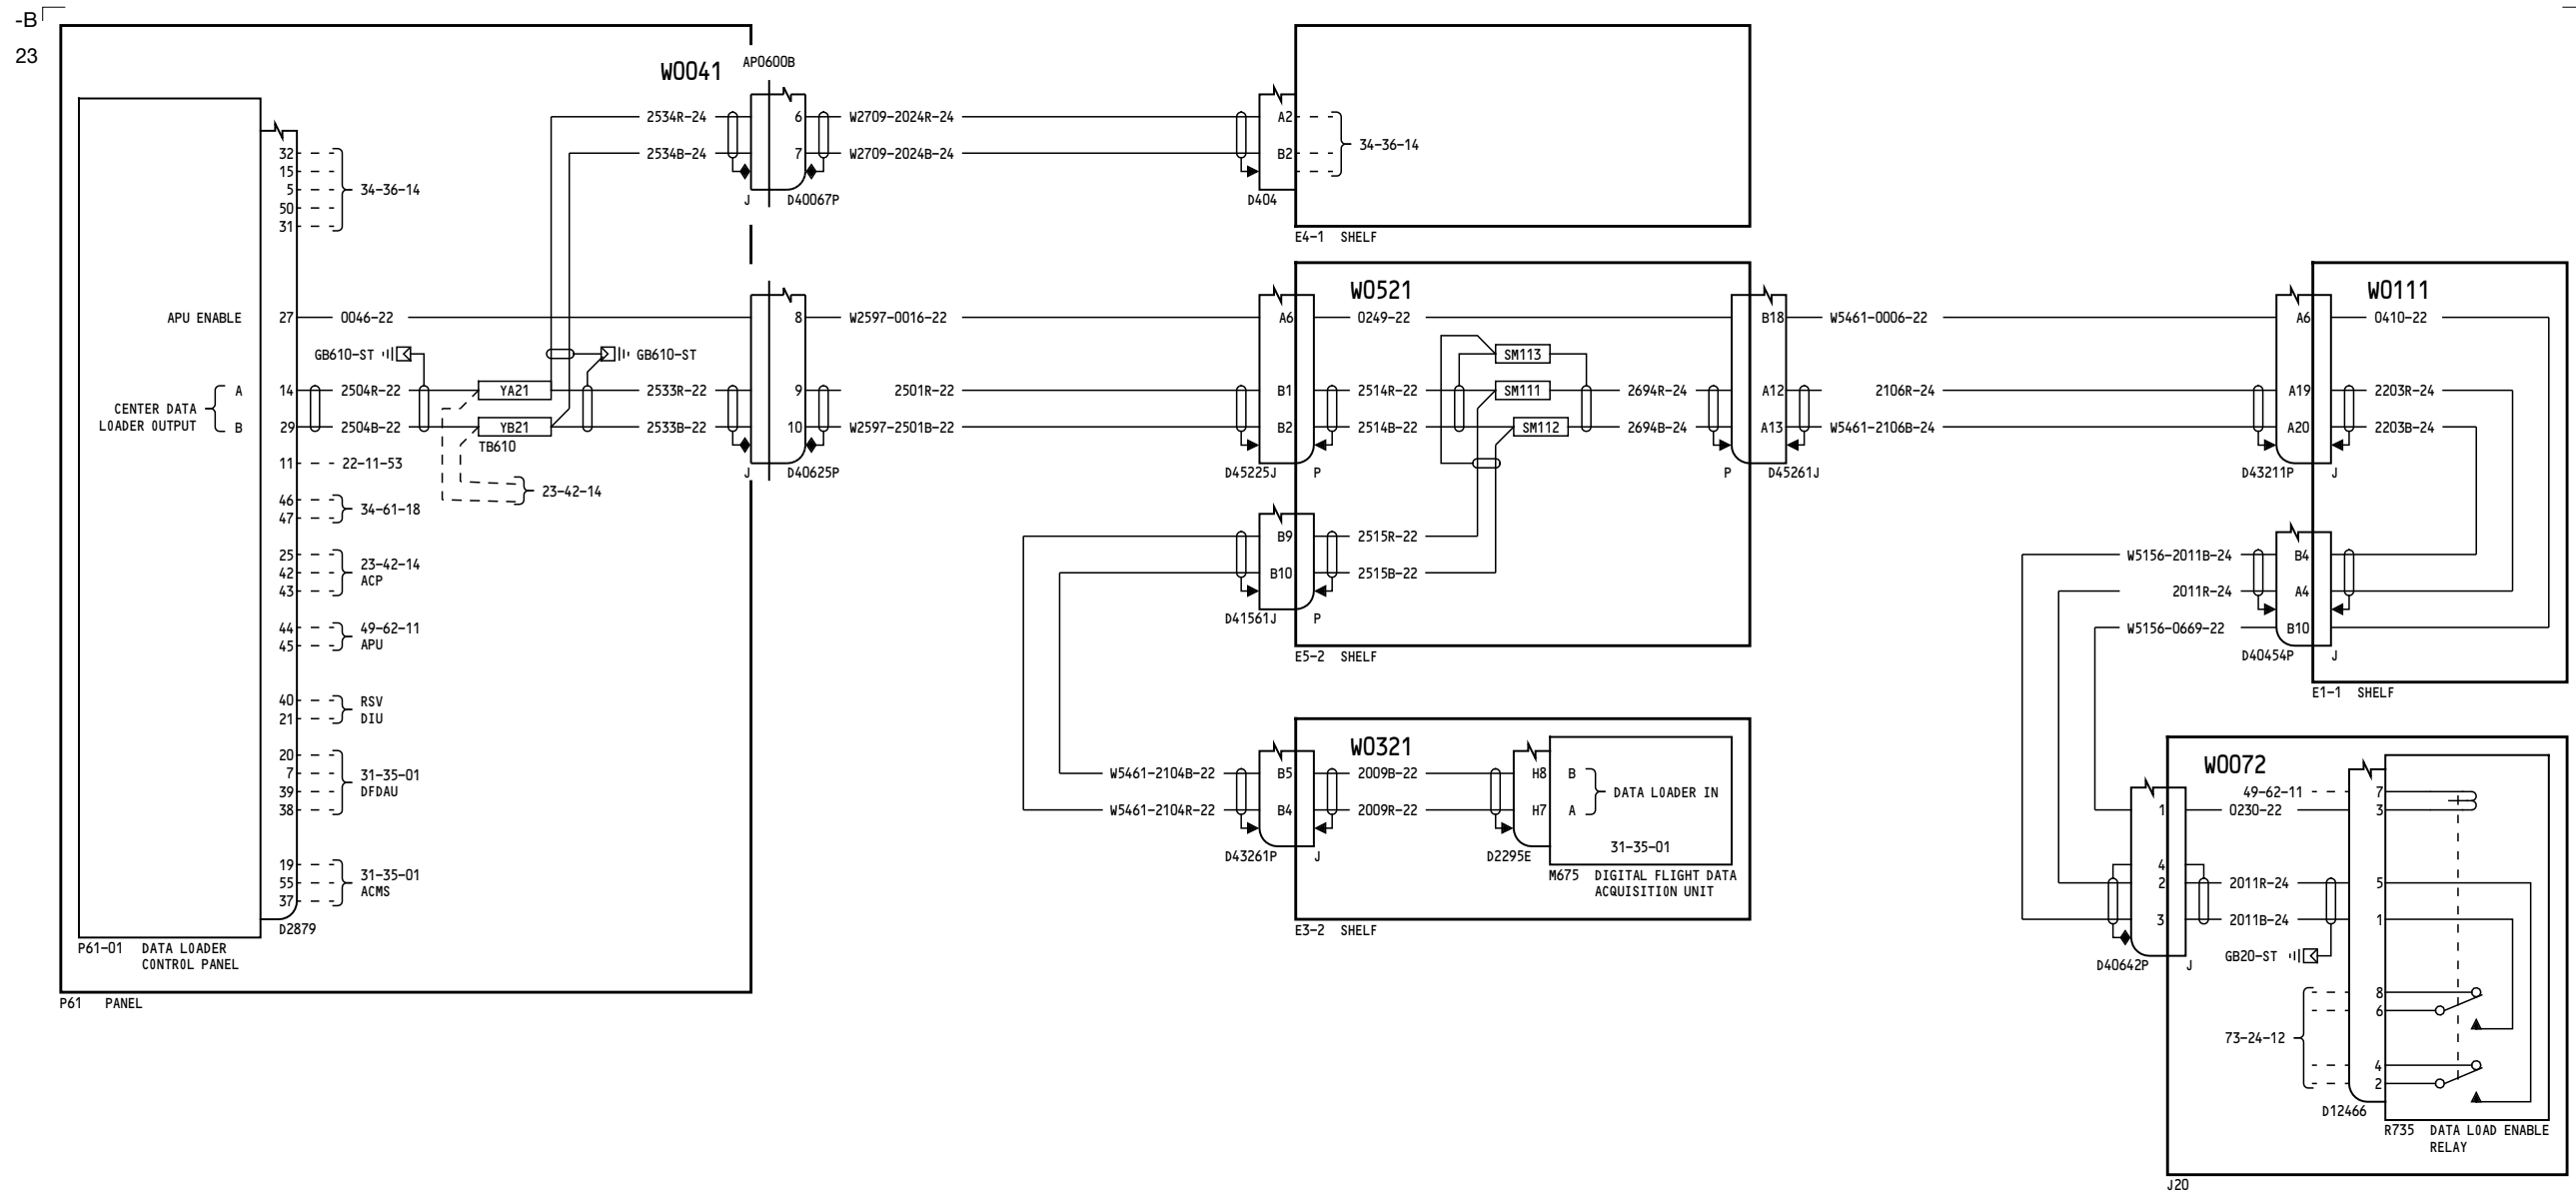 -B
23
W0041
AP0600B
2534R-24
6
W2709-2024R-24
A2
2534B-24
7
W2709-2024B-24
B2
34-36-14
J
D40067P
D404
E4-1 SHELF
32
15
5
50
31
34-36-14
APU ENABLE
27
0046-22
8
W2597-0016-22
A6
W0521
0249-22
B18
W5461-0006-22
A6
W0111
0410-22
GB610-ST
GB610-ST
SM113
A
14
2504R-22
YA21
2533R-22
9
2501R-22
B1
2514R-22
SM111
2694R-24
A12
2106R-24
A19
2203R-24
CENTER DATA
LOADER OUTPUT
B
29
2504B-22
YB21
2533B-22
10
W2597-2501B-22
B2
2514B-22
SM112
2694B-24
A13
W5461-2106B-24
A20
2203B-24
TB610
11
22-11-53
J
D40625P
D45225J
P
P
D45261J
D43211P
J
23-42-14
46
47
34-61-18
B9
2515R-22
B10
2515B-22
D41561J
P
E5-2 SHELF
25
42
43
23-42-14
ACP
44
45
49-62-11
APU
W5156-2011B-24
B4
2011R-24
A4
W5156-0669-22
B10
D40454P
J
E1-1 SHELF
40
21
RSV
DIU
20
7
39
38
31-35-01
DFDAU
W0321
W5461-2104B-22
B5
2009B-22
H8
B
DATA LOADER IN
W5461-2104R-22
B4
2009R-22
H7
A
31-35-01
D43261P
J
D2295E
M675 DIGITAL FLIGHT DATA
ACQUISITION UNIT
E3-2 SHELF
19
55
37
31-35-01
ACMS
D2879
P61-01 DATA LOADER
CONTROL PANEL
P61 PANEL
W0072
49-62-11
7
1
0230-22
3
4
2
2011R-24
5
3
2011B-24
1
GB20-ST
D40642P
J
8
6
73-24-12
4
2
D12466
R735 DATA LOAD ENABLE
RELAY
J20